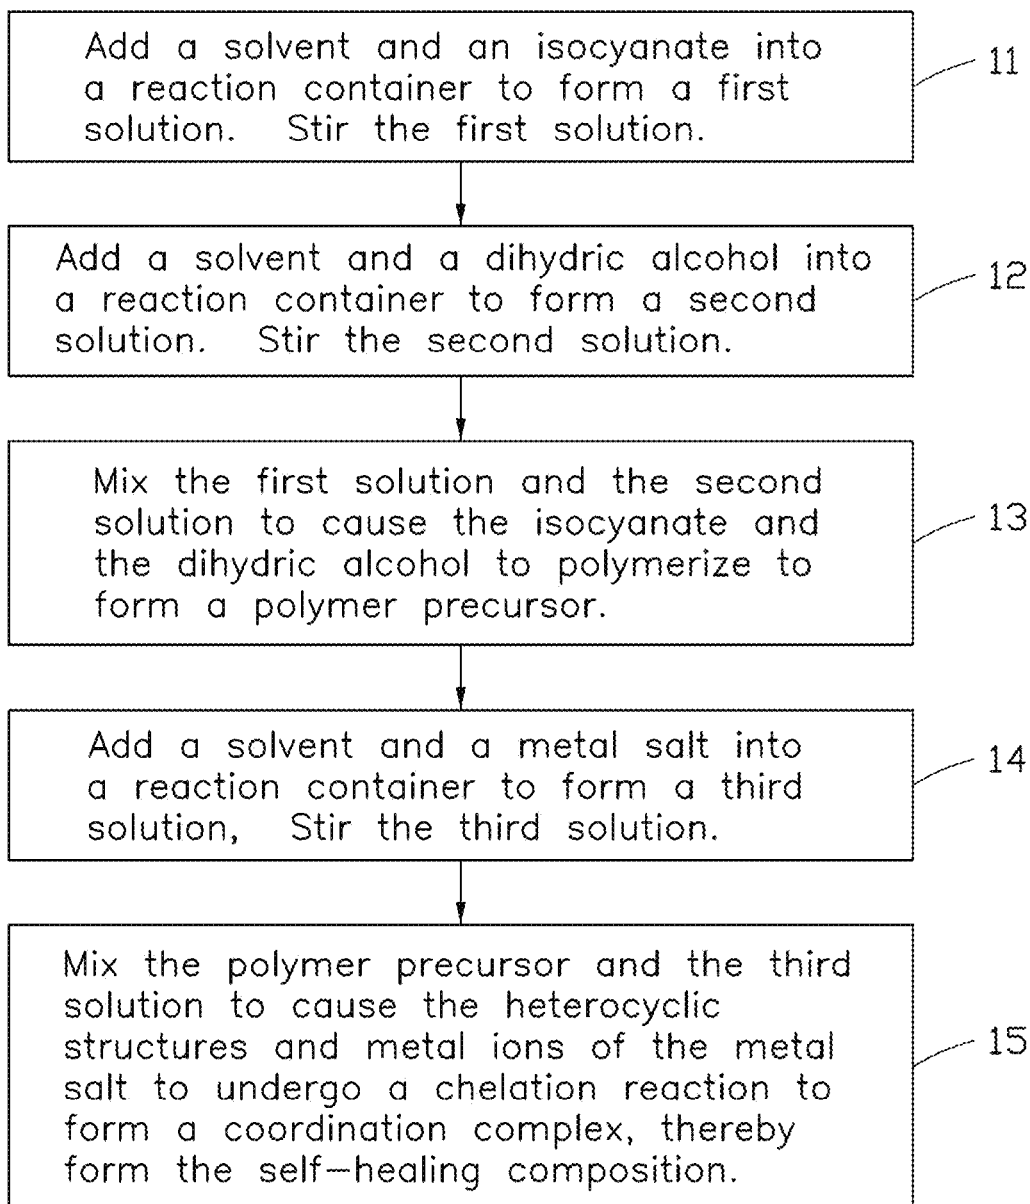 Add a solvent and an isocyanate into
a reaction container to form a first
solution. Stir the first solution.
11
Add a solvent and a dihydric alcohol into
a reaction container to form a second
solution. Stir the second solution.
12
Mix the first solution and the second
solution to cause the isocyanate and
the dihydric alcohol to polymerize to
form a polymer precursor.
13
Add a solvent and a metal salt into
a reaction container to form a third
solution, Stir the third solution.
14
Mix the polymer precursor and the third
solution to cause the heterocyclic
structures and metal ions of the metal
salt to undergo a chelation reaction to
form a coordination complex, thereby
form the self-healing composition.
15